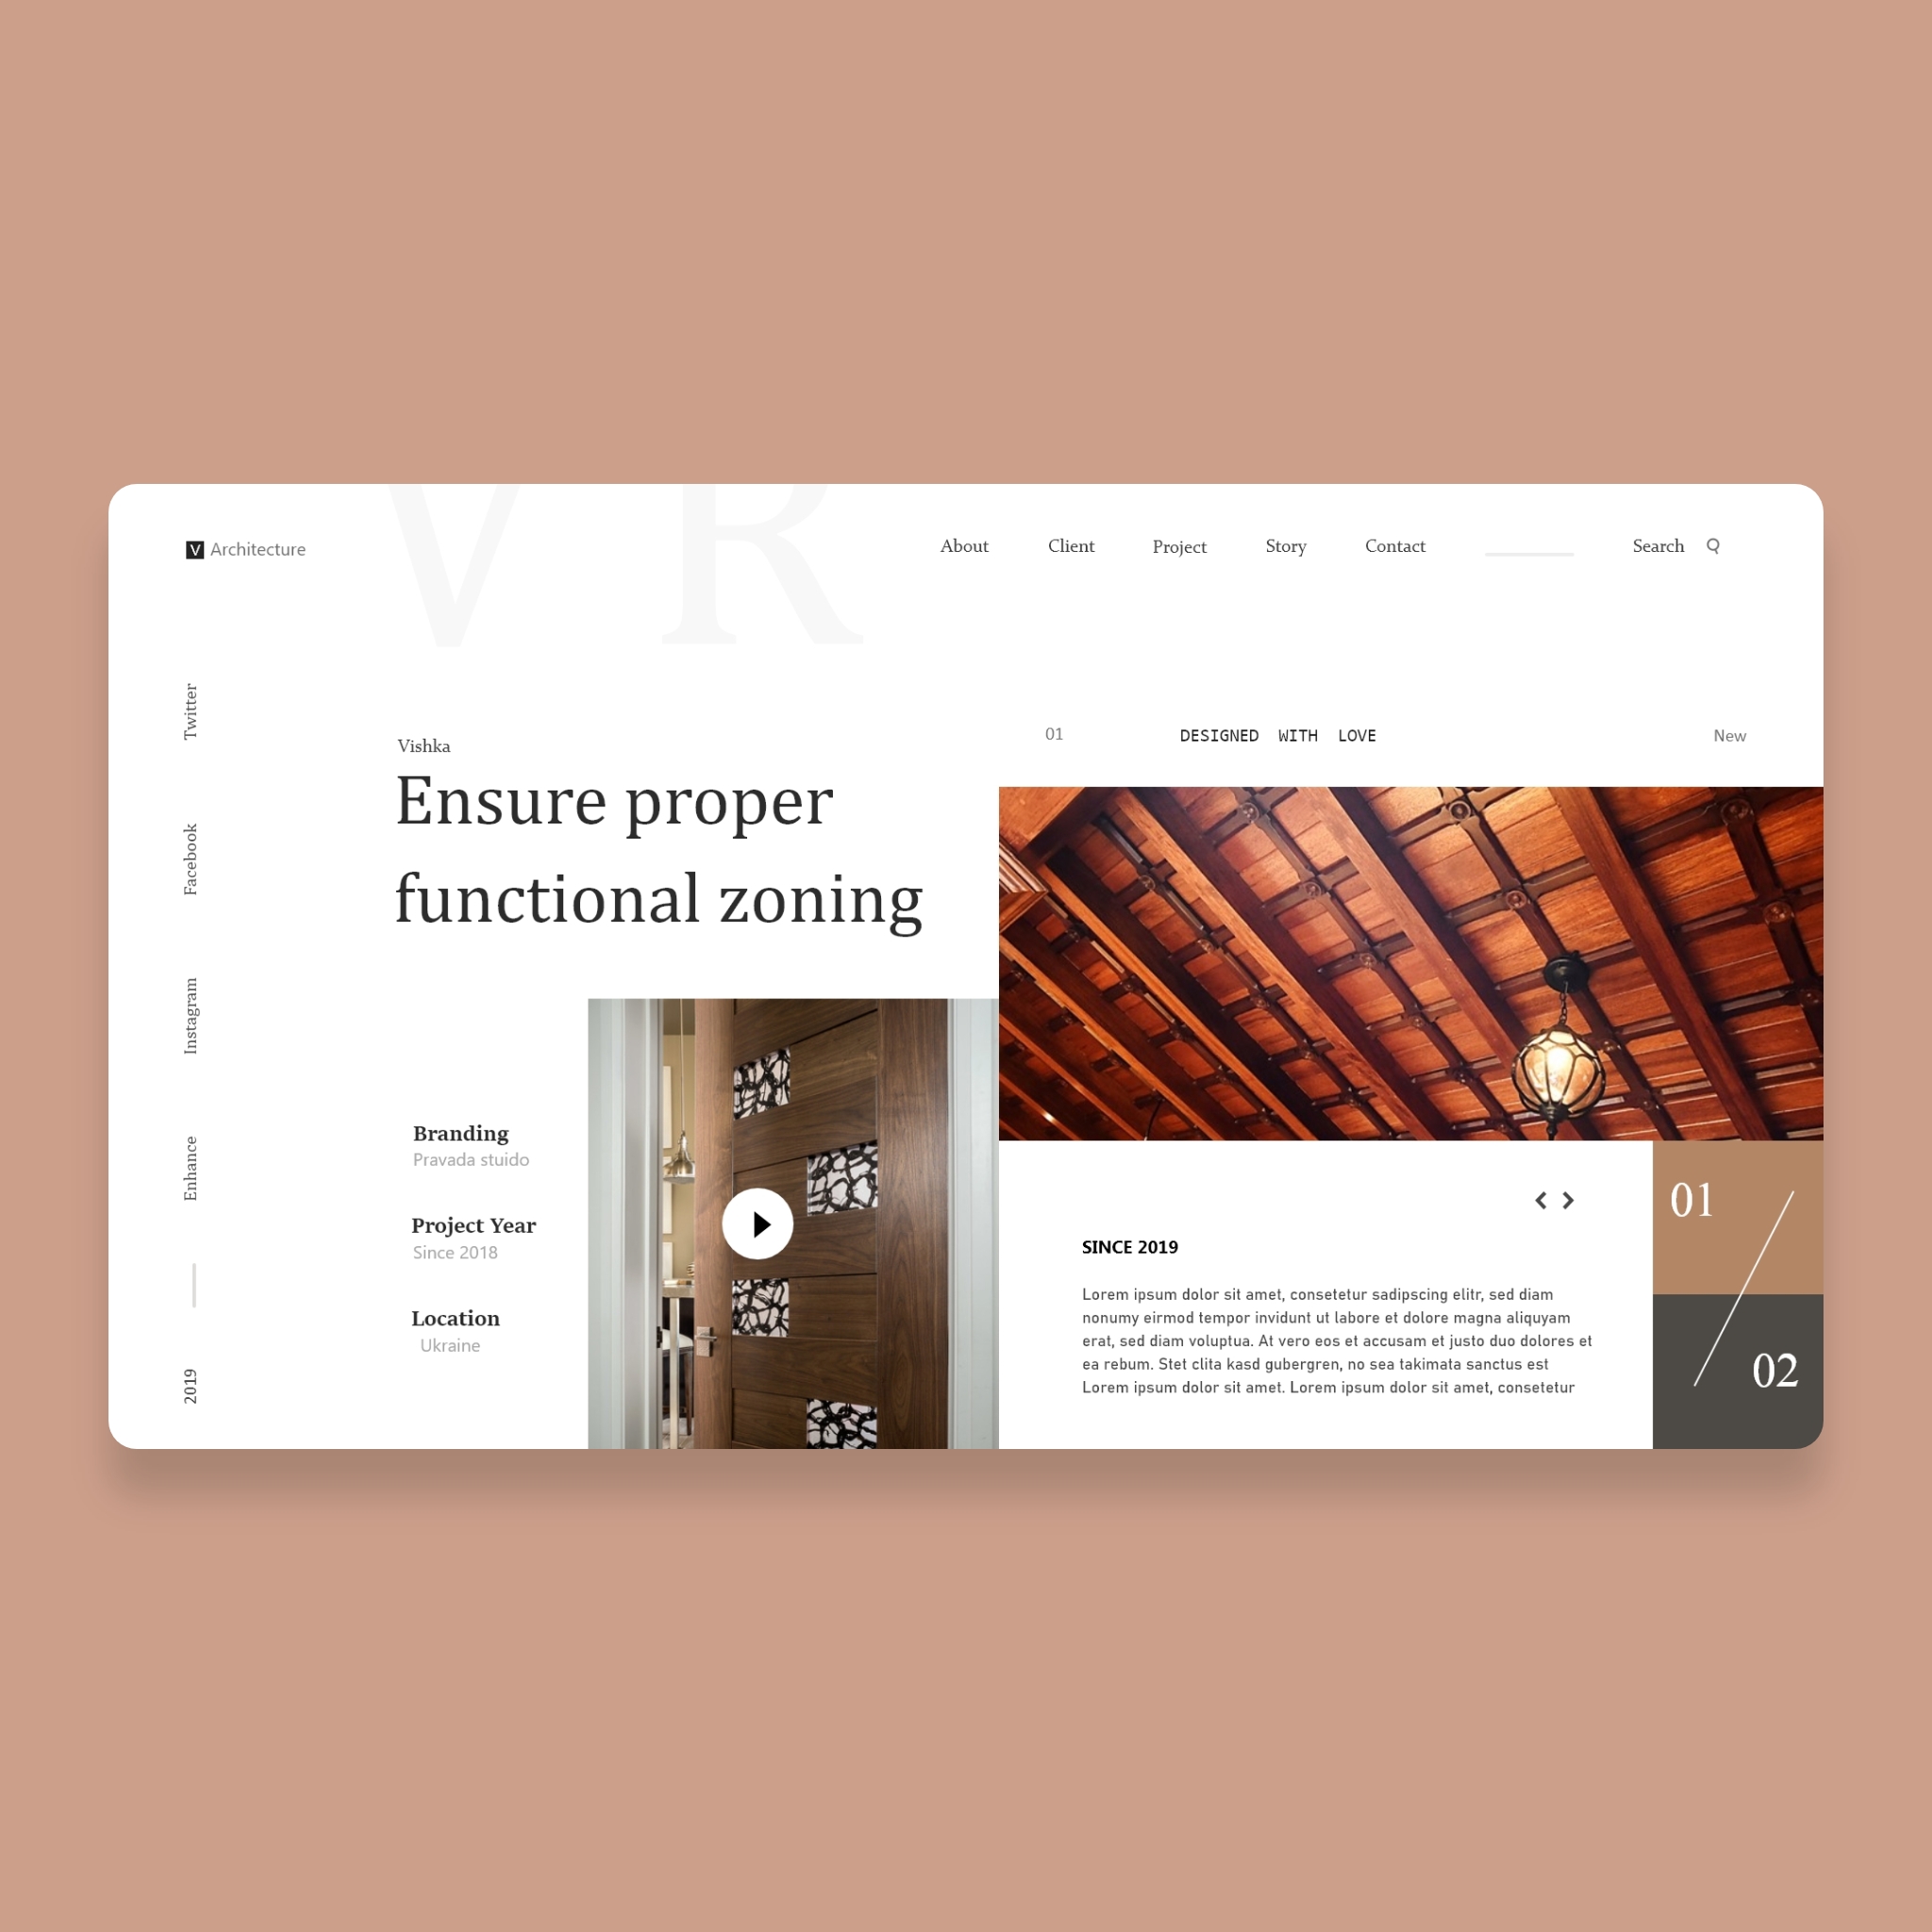 V R
V Architecture
About Client Project Story Contact Search
Twitter
Facebook
Instagram
Enhance
2019
Vishka
Ensure proper
functional zoning
Branding
Pravada stuido
Project Year
Since 2018
Location
Ukraine
01 DESIGNED WITH LOVE New
SINCE 2019
Lorem ipsum dolor sit amet, consetetur sadipscing elitr, sed diam
nonumy eirmod tempor invidunt ut labore et dolore magna aliquyam
erat, sed diam voluptua. At vero eos et accusam et justo duo dolores et
ea rebum. Stet clita kasd gubergren, no sea takimata sanctus est
Lorem ipsum dolor sit amet. Lorem ipsum dolor sit amet, consetetur
01
02